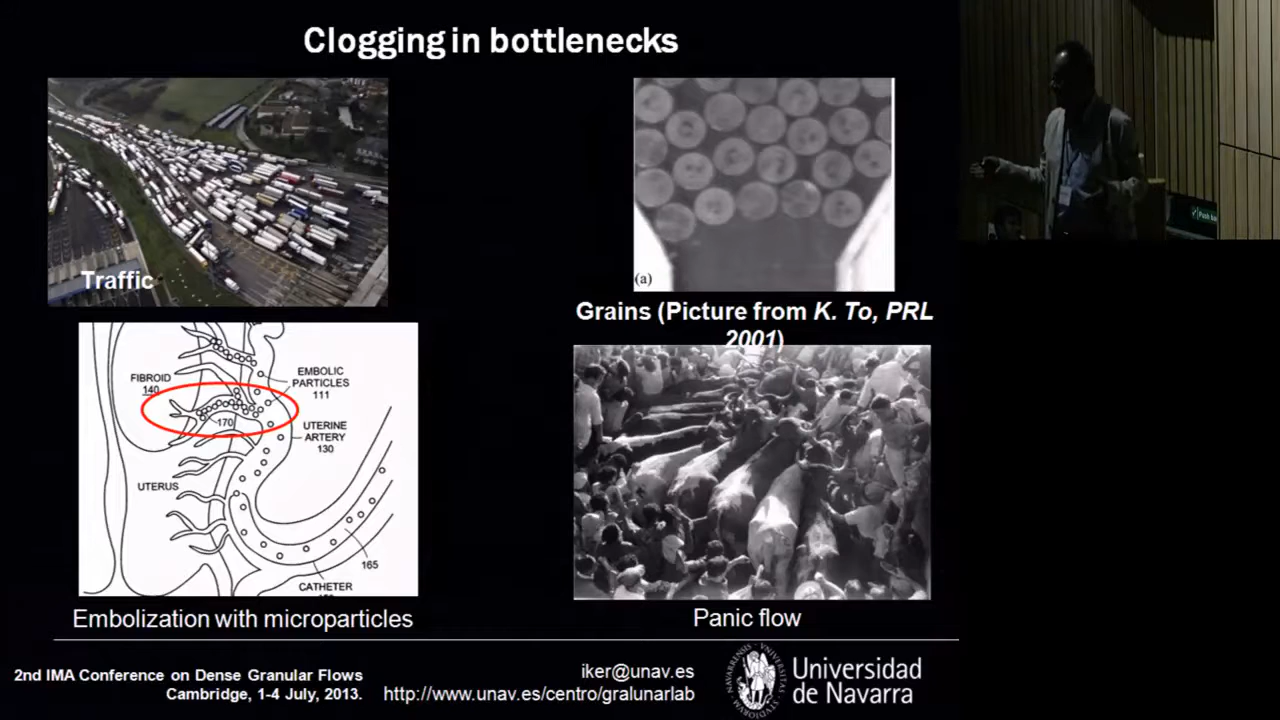 Clogging in bottlenecks
Traffic
(a)
Grains (Picture from K. To, PRL
2001)
FIBROID
140
EMBOLIC
PARTICLES
111
170
UTERINE
ARTERY
130
UTERUS
165
CATHETER
Embolization with microparticles
Panic flow
2nd IMA Conference on Dense Granular Flows
Cambridge, 1-4 July, 2013.
iker@unav.es
http://www.unav.es/centro/gralunarlab
Universidad
de Navarra
Push